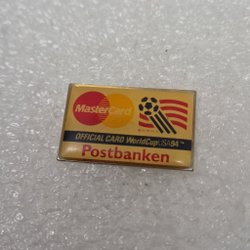 MasterCard
OFFICIAL CARD WorldCupUSA94™
Postbanken